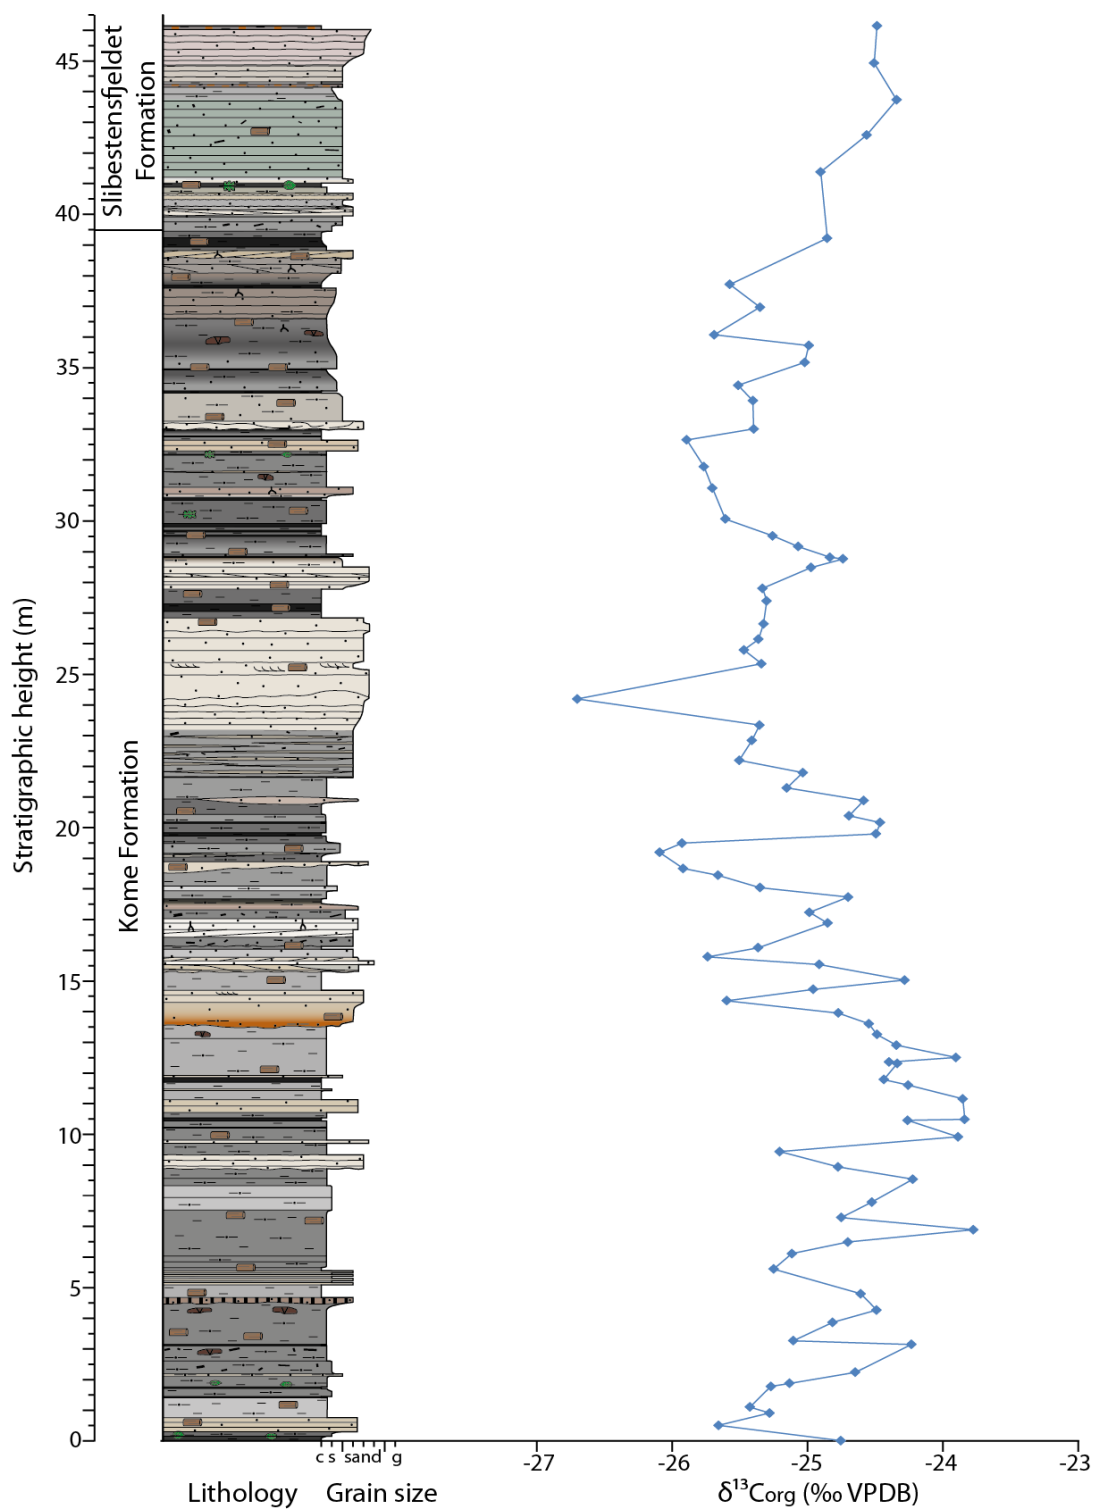 Stratigraphic height (m)
45
40
35
30
25
20
15
10
5
0
Slibestensfjeldet
Formation
Kome Formation
c s sand g
Lithology
Grain size
-27
-26
-25
-24
-23
δ¹³Corg (‰ VPDB)